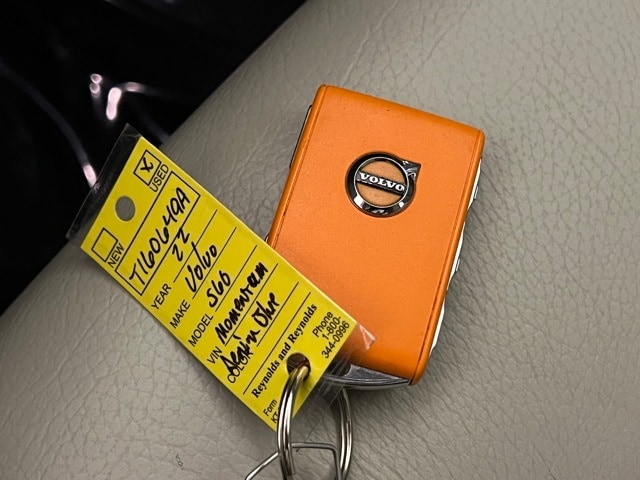 VOLVO
USED
NEW
T160649A
YEAR 22
MAKE Volvo
MODEL S60
VIN Momentum
COLOR Denim Blue
Reynolds and Reynolds
Phone
1-800-
344-0996
Form